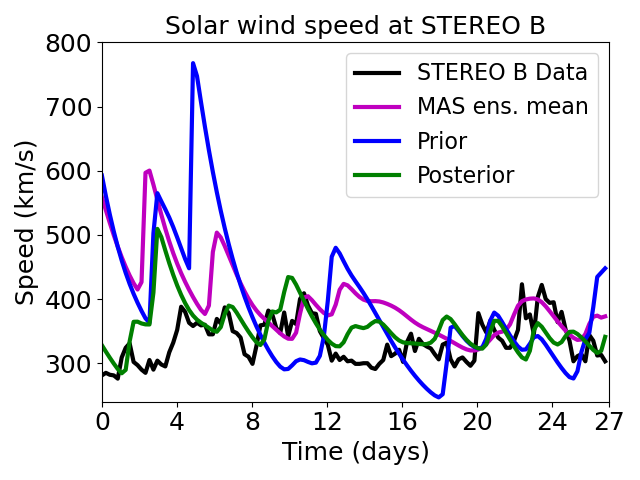 Solar wind speed at STEREO B
800
700
600
500
400
300
Speed (km/s)
STEREO B Data
MAS ens. mean
Prior
Posterior
0 4 8 12 16 20 24 27
Time (days)